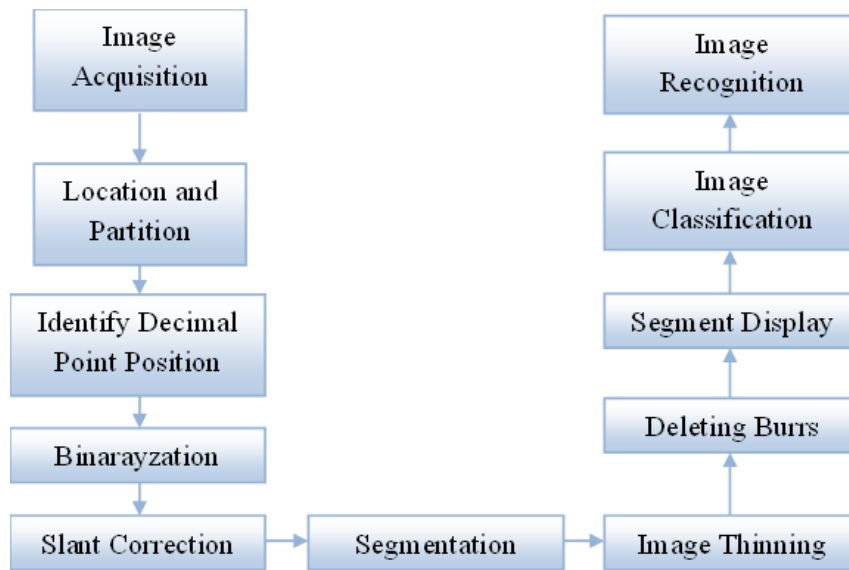 Image
Acquisition
Location and
Partition
Identify Decimal
Point Position
Binarayzation
Slant Correction
Segmentation
Image Thinning
Deleting Burrs
Segment Display
Image
Classification
Image
Recognition